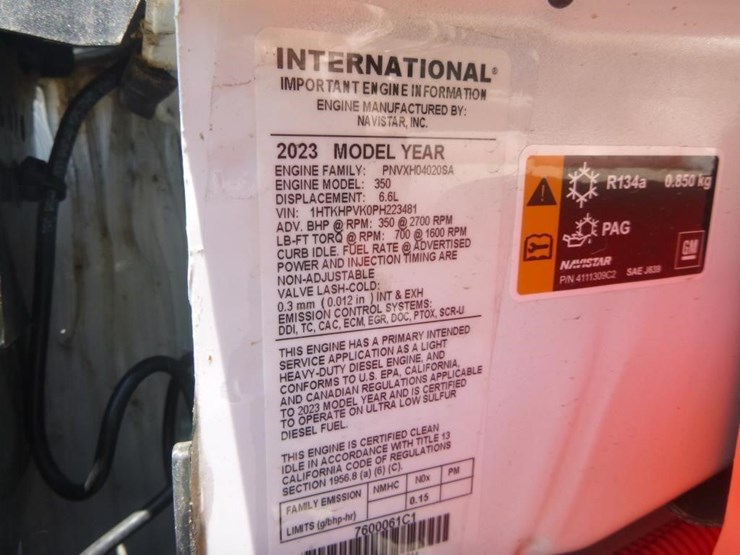 INTERNATIONAL®
IMPORTANT ENGINE INFORMATION
ENGINE MANUFACTURED BY:
NAVISTAR, INC.
2023 MODEL YEAR
ENGINE FAMILY: PNVXH04020SA
ENGINE MODEL: 350
DISPLACEMENT: 6.6L
VIN: 1HTKHPVK0PH223481
ADV. BHP @ RPM: 350 @ 2700 RPM
LB-FT TORQ @ RPM: 700 @ 1600 RPM
CURB IDLE, FUEL RATE @ ADVERTISED
POWER AND INJECTION TIMING ARE
NON-ADJUSTABLE
VALVE LASH-COLD:
0.3 mm (0.012 in) INT & EXH
EMISSION CONTROL SYSTEMS:
DDI, TC, CAC, ECM, EGR, DOC, PTOX, SCR-U
THIS ENGINE HAS A PRIMARY INTENDED
SERVICE APPLICATION AS A LIGHT
HEAVY-DUTY DIESEL ENGINE, AND
CONFORMS TO U.S. EPA, CALIFORNIA,
AND CANADIAN REGULATIONS APPLICABLE
TO 2023 MODEL YEAR AND IS CERTIFIED
TO OPERATE ON ULTRA LOW SULFUR
DIESEL FUEL.
THIS ENGINE IS CERTIFIED CLEAN
IDLE IN ACCORDANCE WITH TITLE 13
CALIFORNIA CODE OF REGULATIONS
SECTION 1956.8 (a) (6) (C).
FAMILY EMISSION NMHC NOx PM
LIMITS (g/bhp-hr) 0.15
7600061C1
R134a 0.850 kg
PAG
NAVISTAR
P/N 4111309C2 SAE J639
GM